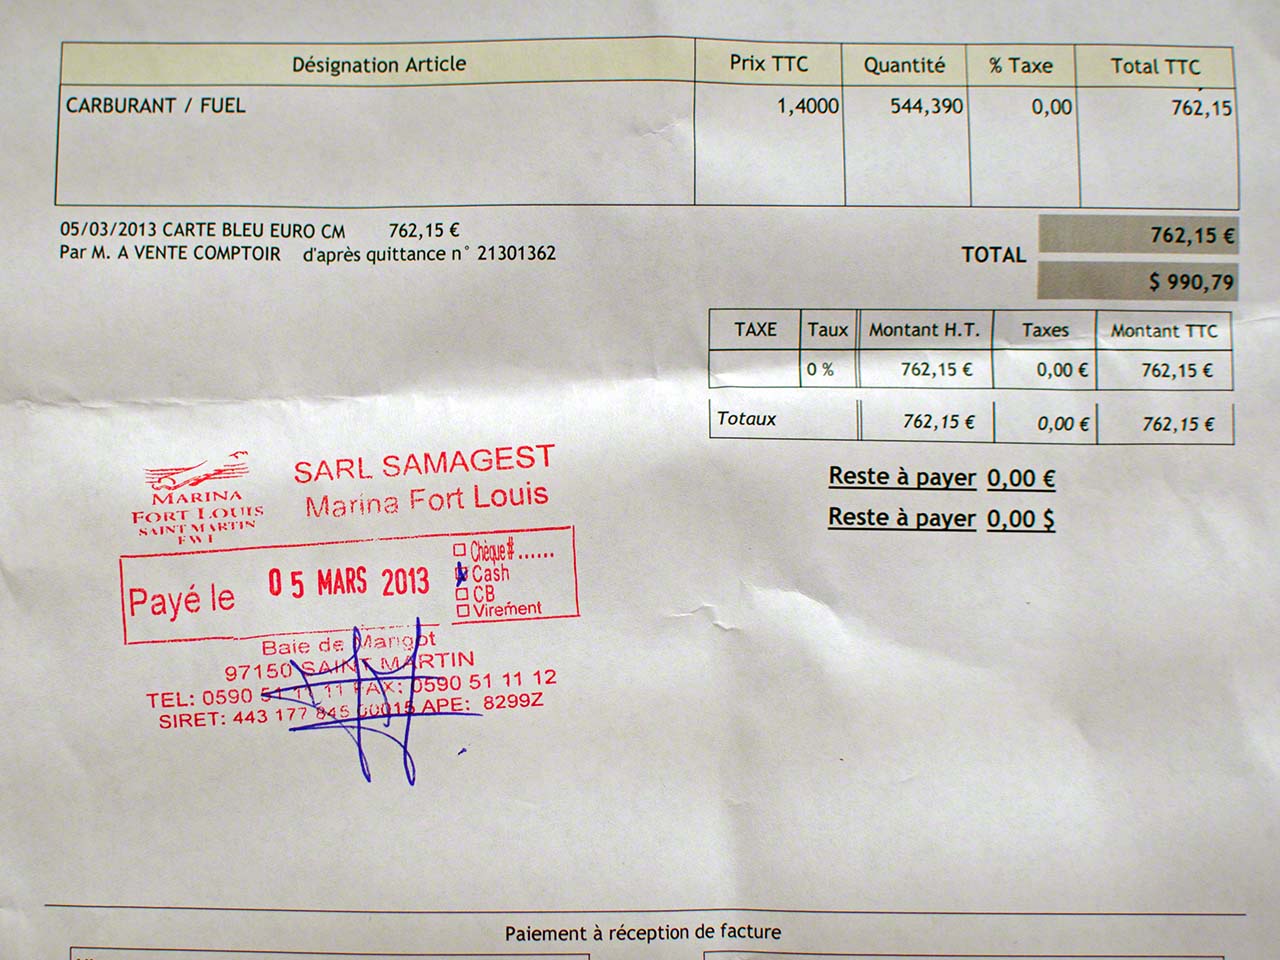 Désignation Article Prix TTC Quantité % Taxe Total TTC
CARBURANT / FUEL 1,4000 544,390 0,00 762,15
05/03/2013 CARTE BLEU EURO CM 762,15 €
Par M. A VENTE COMPTOIR d'après quittance n° 21301362
TOTAL 762,15 €
$ 990,79
TAXE Taux Montant H.T. Taxes Montant TTC
0 % 762,15 € 0,00 € 762,15 €
Totaux 762,15 € 0,00 € 762,15 €
Reste à payer 0,00 €
Reste à payer 0,00 $
MARINA
FORT LOUIS
SAINT MARTIN
FWI
SARL SAMAGEST
Marina Fort Louis
Payé le 05 MARS 2013
Chèque#......
Cash
CB
Virement
Baie de Marigot
97150 SAINT MARTIN
TEL: 0590 51 11 11 FAX: 0590 51 11 12
SIRET: 443 177 845 00015 APE: 8299Z
Paiement à réception de facture